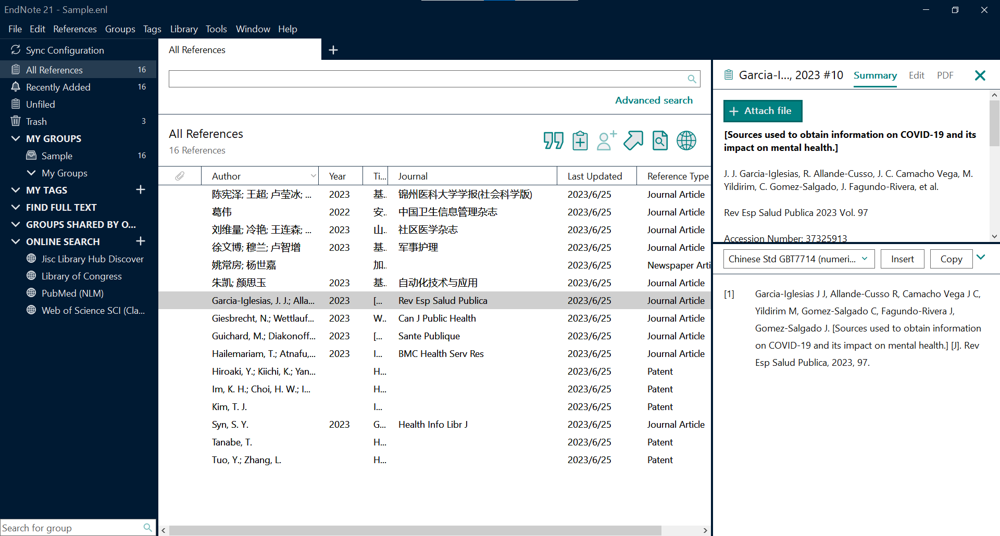 EndNote 21 - Sample.enl
File Edit References Groups Tags Library Tools Window Help
Sync Configuration
All References 16
Recently Added 16
Unfiled
Trash 3
MY GROUPS
Sample 16
My Groups
MY TAGS
FIND FULL TEXT
GROUPS SHARED BY O...
ONLINE SEARCH
Jisc Library Hub Discover
Library of Congress
PubMed (NLM)
Web of Science SCI (Cla...
Search for group
All References
Advanced search
All References
16 References
Author Year Ti... Journal Last Updated Reference Type
陈宪泽; 王超; 卢莹冰; ... 2023 基.. 锦州医科大学学报(社会科学版) 2023/6/25 Journal Article
葛伟 2022 安.. 中国卫生信息管理杂志 2023/6/25 Journal Article
刘维量; 冷艳; 王连森; ... 2023 山.. 社区医学杂志 2023/6/25 Journal Article
徐文博; 穆兰; 卢智增 2023 基.. 军事护理 2023/6/25 Journal Article
姚常房; 杨世嘉 加.. 2023/6/25 Newspaper Arti
朱凯; 颜思玉 2023 基.. 自动化技术与应用 2023/6/25 Journal Article
Garcia-Iglesias, J. J.; Alla... 2023 [... Rev Esp Salud Publica 2023/6/25 Journal Article
Giesbrecht, N.; Wettlauf... 2023 W.. Can J Public Health 2023/6/25 Journal Article
Guichard, M.; Diakonoff... 2023 [... Sante Publique 2023/6/25 Journal Article
Hailemariam, T.; Atnafu,... 2023 I... BMC Health Serv Res 2023/6/25 Journal Article
Hiroaki, Y.; Kiichi, K.; Yan... H... 2023/6/25 Patent
Im, K. H.; Choi, H. W.; I... H... 2023/6/25 Patent
Kim, T. J. I... 2023/6/25 Patent
Syn, S. Y. 2023 G... Health Info Libr J 2023/6/25 Journal Article
Tanabe, T. H... 2023/6/25 Patent
Tuo, Y.; Zhang, L. H... 2023/6/25 Patent
Garcia-I..., 2023 #10 Summary Edit PDF
Attach file
[Sources used to obtain information on COVID-19 and its
impact on mental health.]
J. J. Garcia-Iglesias, R. Allande-Cusso, J. C. Camacho Vega, M.
Yildirim, C. Gomez-Salgado, J. Fagundo-Rivera, et al.
Rev Esp Salud Publica 2023 Vol. 97
Accession Number: 37325913
Chinese Std GBT7714 (numeri... Insert Copy
[1] Garcia-Iglesias J J, Allande-Cusso R, Camacho Vega J C,
Yildirim M, Gomez-Salgado C, Fagundo-Rivera J,
Gomez-Salgado J. [Sources used to obtain information
on COVID-19 and its impact on mental health.] [J]. Rev
Esp Salud Publica, 2023, 97.